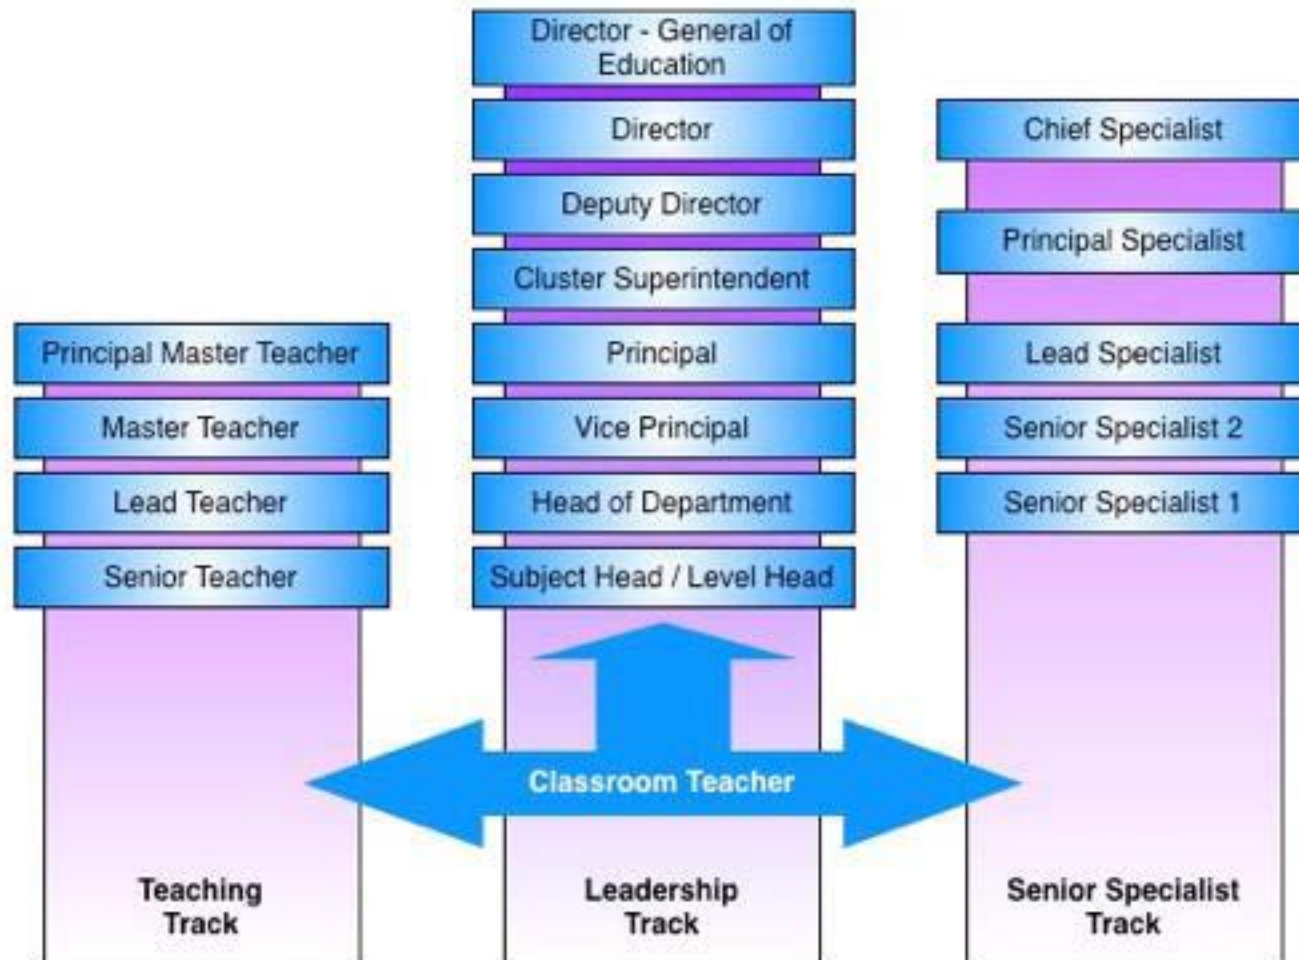 Director - General of
Education
Director
Deputy Director
Cluster Superintendent
Principal
Vice Principal
Head of Department
Subject Head / Level Head
Principal Master Teacher
Master Teacher
Lead Teacher
Senior Teacher
Chief Specialist
Principal Specialist
Lead Specialist
Senior Specialist 2
Senior Specialist 1
Classroom Teacher
Teaching
Track
Leadership
Track
Senior Specialist
Track